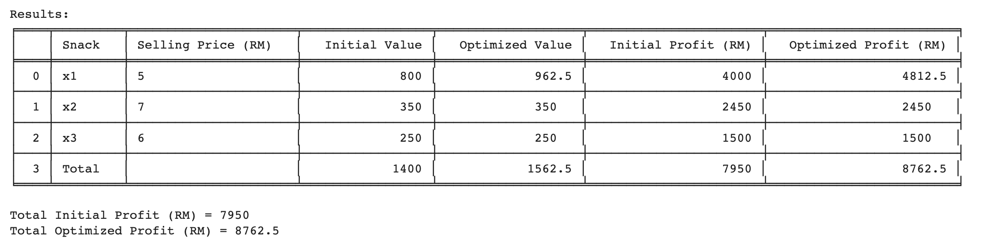 Results:
Snack Selling Price (RM) Initial Value Optimized Value Initial Profit (RM) Optimized Profit (RM)
0 x1 5 800 962.5 4000 4812.5
1 x2 7 350 350 2450 2450
2 x3 6 250 250 1500 1500
3 Total 1400 1562.5 7950 8762.5
Total Initial Profit (RM) = 7950
Total Optimized Profit (RM) = 8762.5